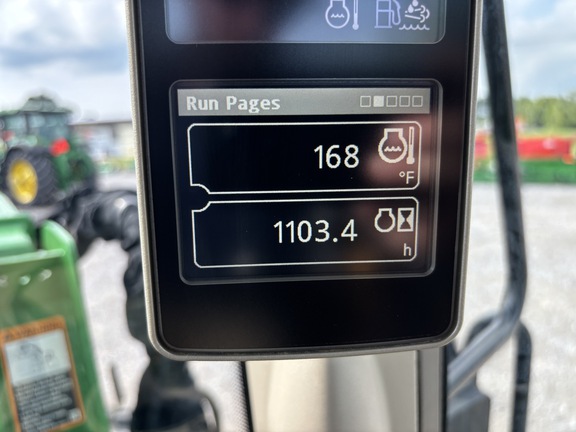 Run Pages
168
°F
1103.4
h